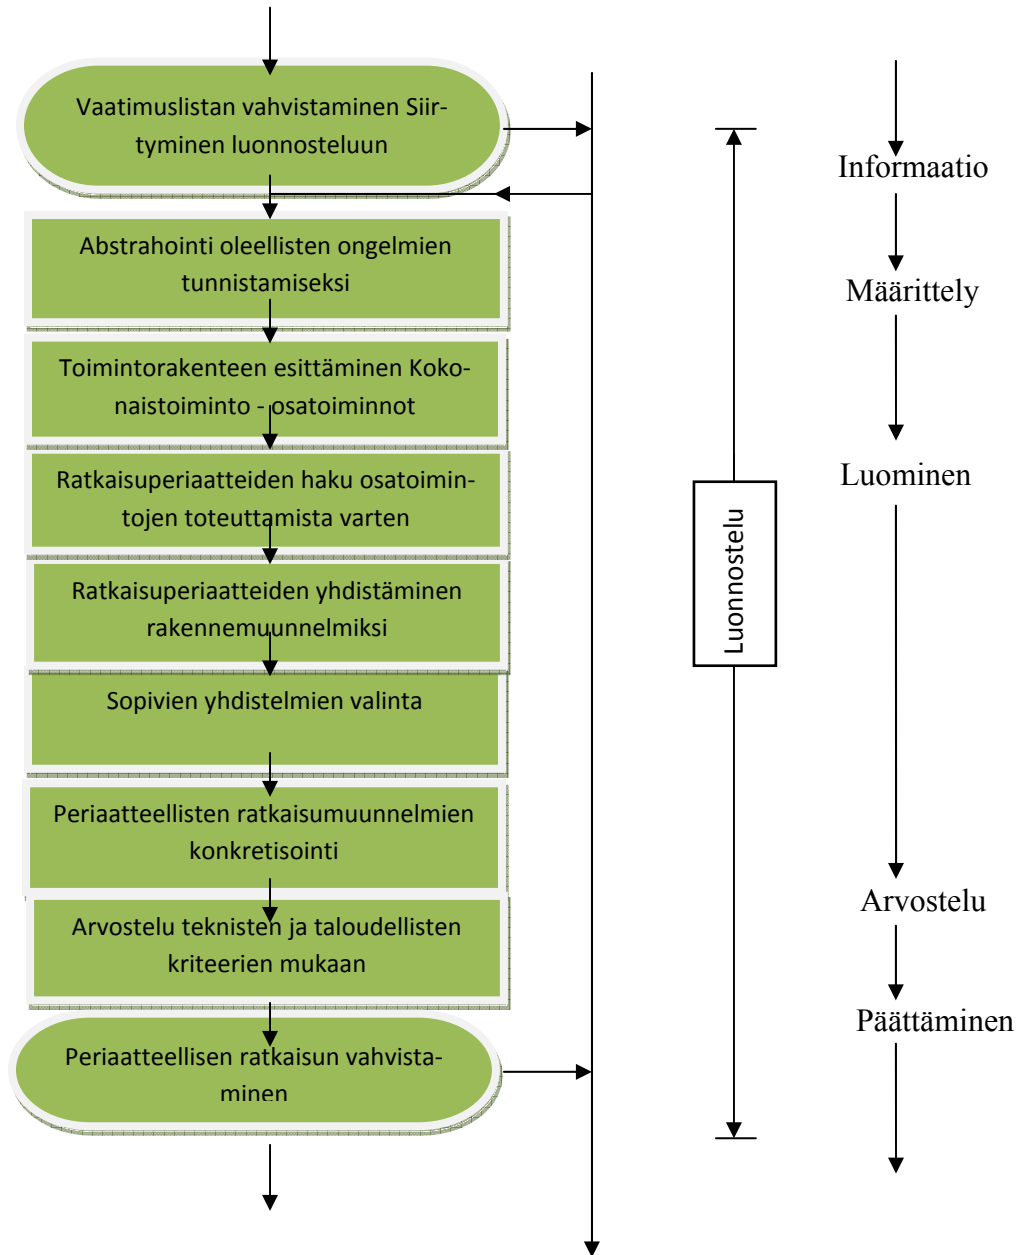 Vaatimuslistan vahvistaminen Siir-
tyminen luonnosteluun
Abstrahointi oleellisten ongelmien
tunnistamiseksi
Toimintorakenteen esittäminen Koko-
naistoiminto - osatoiminnot
Ratkaisuperiaatteiden haku osatoimin-
tojen toteuttamista varten
Ratkaisuperiaatteiden yhdistäminen
rakennemuunnelmiksi
Sopivien yhdistelmien valinta
Periaatteellisten ratkaisumuunnelmien
konkretisointi
Arvostelu teknisten ja taloudellisten
kriteerien mukaan
Periaatteellisen ratkaisun vahvista-
minen
Luonnostelu
Informaatio
Määrittely
Luominen
Arvostelu
Päättäminen